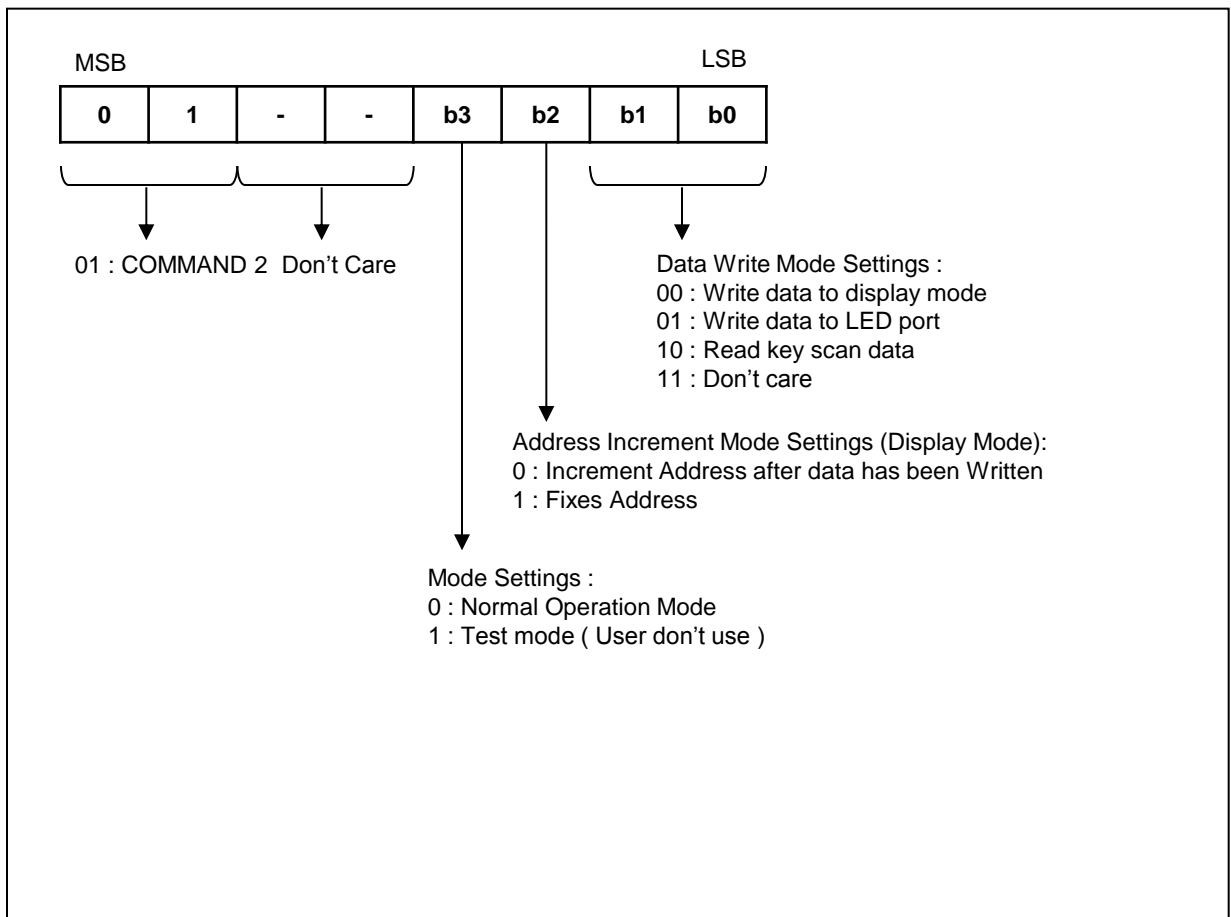 MSB LSB
0 1 - - b3 b2 b1 b0
01 : COMMAND 2 Don't Care
Data Write Mode Settings :
00 : Write data to display mode
01 : Write data to LED port
10 : Read key scan data
11 : Don't care
Address Increment Mode Settings (Display Mode):
0 : Increment Address after data has been Written
1 : Fixes Address
Mode Settings :
0 : Normal Operation Mode
1 : Test mode ( User don't use )